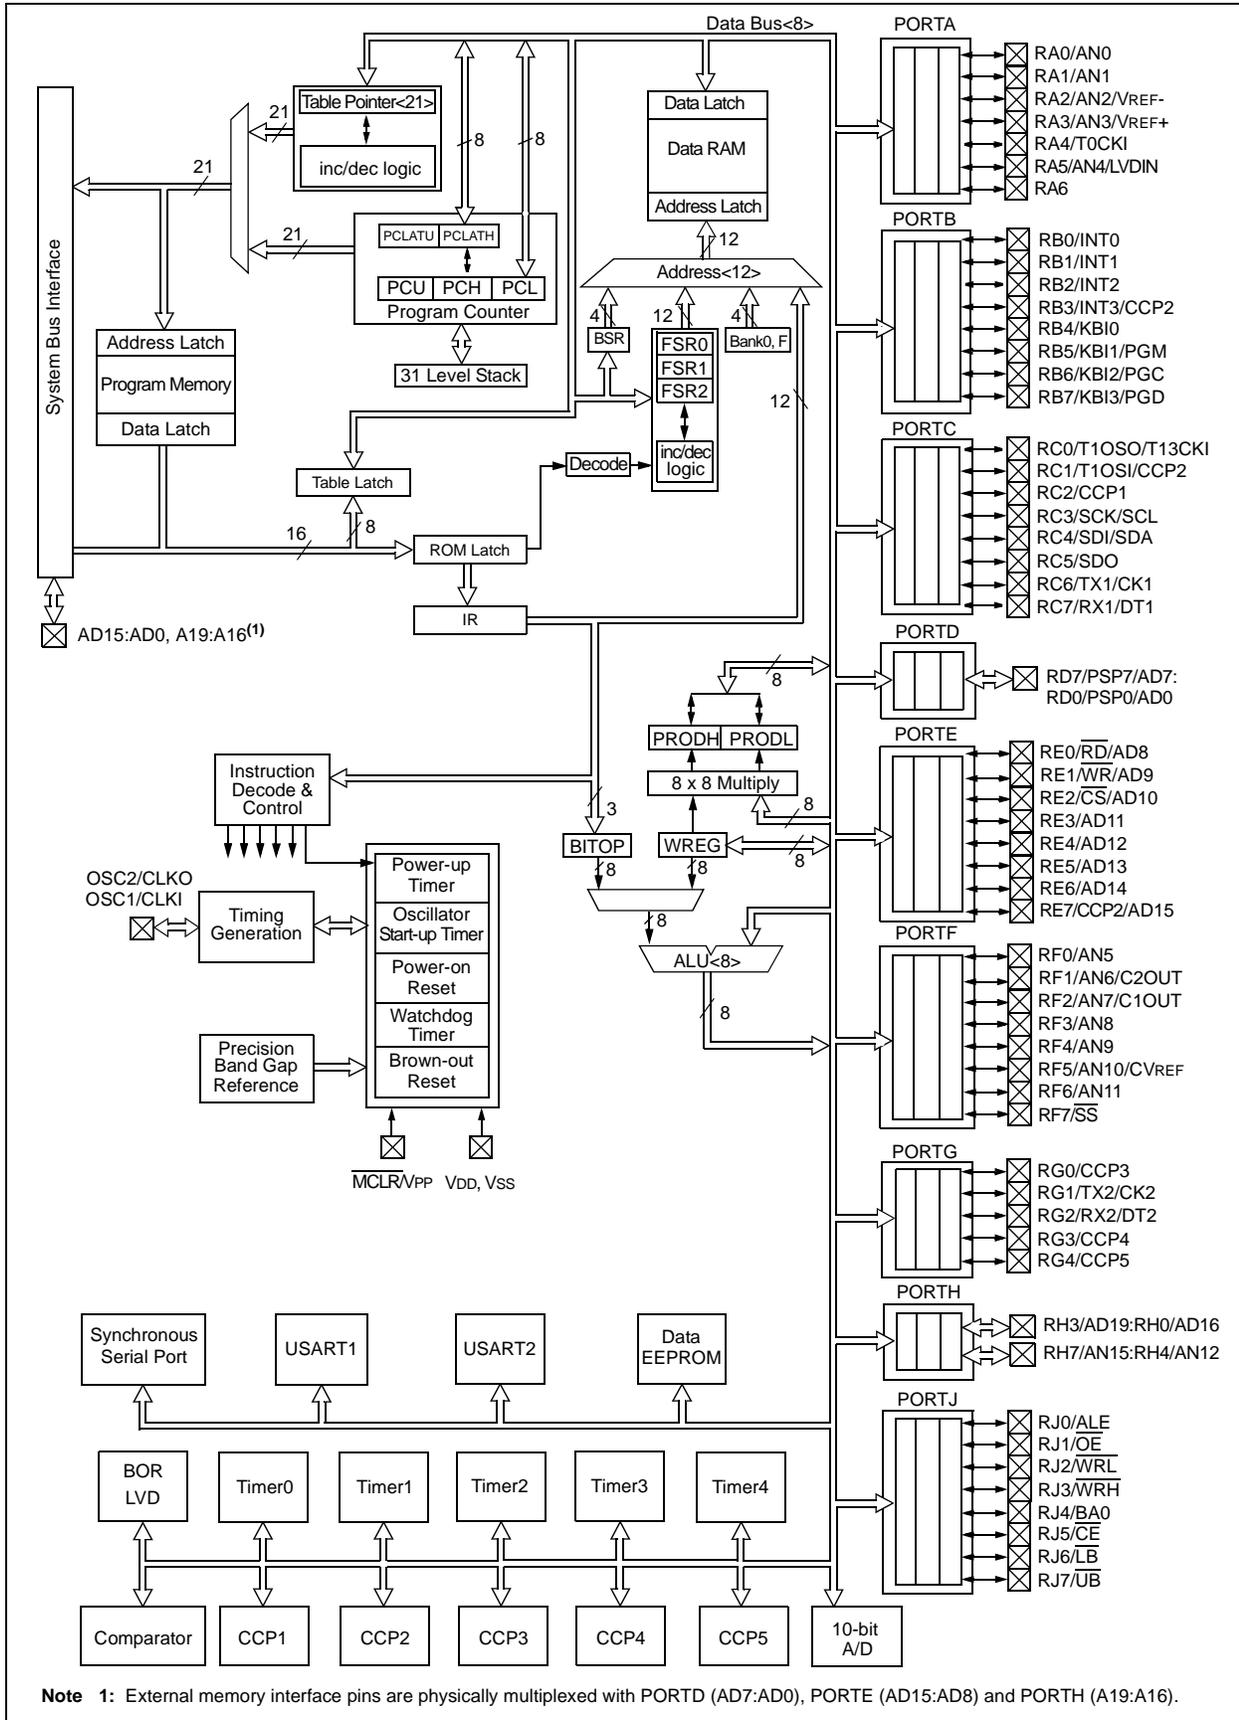 Data Bus<8>
PORTA
RA0/AN0
RA1/AN1
RA2/AN2/VREF-
RA3/AN3/VREF+
RA4/T0CKI
RA5/AN4/LVDIN
RA6
21
Table Pointer<21>
inc/dec logic
8
8
Data Latch
Data RAM
Address Latch
System Bus Interface
21
21
PCLATU PCLATH
PCU PCH PCL
Program Counter
31 Level Stack
12
Address<12>
4
12
4
BSR
FSR0
FSR1
FSR2
Bank0, F
inc/dec
logic
12
PORTB
RB0/INT0
RB1/INT1
RB2/INT2
RB3/INT3/CCP2
RB4/KBI0
RB5/KBI1/PGM
RB6/KBI2/PGC
RB7/KBI3/PGD
Address Latch
Program Memory
Data Latch
Table Latch
Decode
16
8
ROM Latch
IR
AD15:AD0, A19:A16(1)
PORTC
RC0/T1OSO/T13CKI
RC1/T1OSI/CCP2
RC2/CCP1
RC3/SCK/SCL
RC4/SDI/SDA
RC5/SDO
RC6/TX1/CK1
RC7/RX1/DT1
PORTD
RD7/PSP7/AD7:
RD0/PSP0/AD0
8
PRODH PRODL
8 x 8 Multiply
Instruction
Decode &
Control
3
8
BITOP
WREG
8
8
8
8
ALU<8>
8
PORTE
RE0/RD/AD8
RE1/WR/AD9
RE2/CS/AD10
RE3/AD11
RE4/AD12
RE5/AD13
RE6/AD14
RE7/CCP2/AD15
OSC2/CLKO
OSC1/CLKI
Timing
Generation
Power-up
Timer
Oscillator
Start-up Timer
Power-on
Reset
Watchdog
Timer
Brown-out
Reset
Precision
Band Gap
Reference
MCLR/VPP
VDD, VSS
PORTF
RF0/AN5
RF1/AN6/C2OUT
RF2/AN7/C1OUT
RF3/AN8
RF4/AN9
RF5/AN10/CVREF
RF6/AN11
RF7/SS
PORTG
RG0/CCP3
RG1/TX2/CK2
RG2/RX2/DT2
RG3/CCP4
RG4/CCP5
PORTH
RH3/AD19:RH0/AD16
RH7/AN15:RH4/AN12
Synchronous
Serial Port
USART1
USART2
Data
EEPROM
PORTJ
RJ0/ALE
RJ1/OE
RJ2/WRL
RJ3/WRH
RJ4/BA0
RJ5/CE
RJ6/LB
RJ7/UB
BOR
LVD
Timer0
Timer1
Timer2
Timer3
Timer4
Comparator
CCP1
CCP2
CCP3
CCP4
CCP5
10-bit
A/D
Note 1: External memory interface pins are physically multiplexed with PORTD (AD7:AD0), PORTE (AD15:AD8) and PORTH (A19:A16).